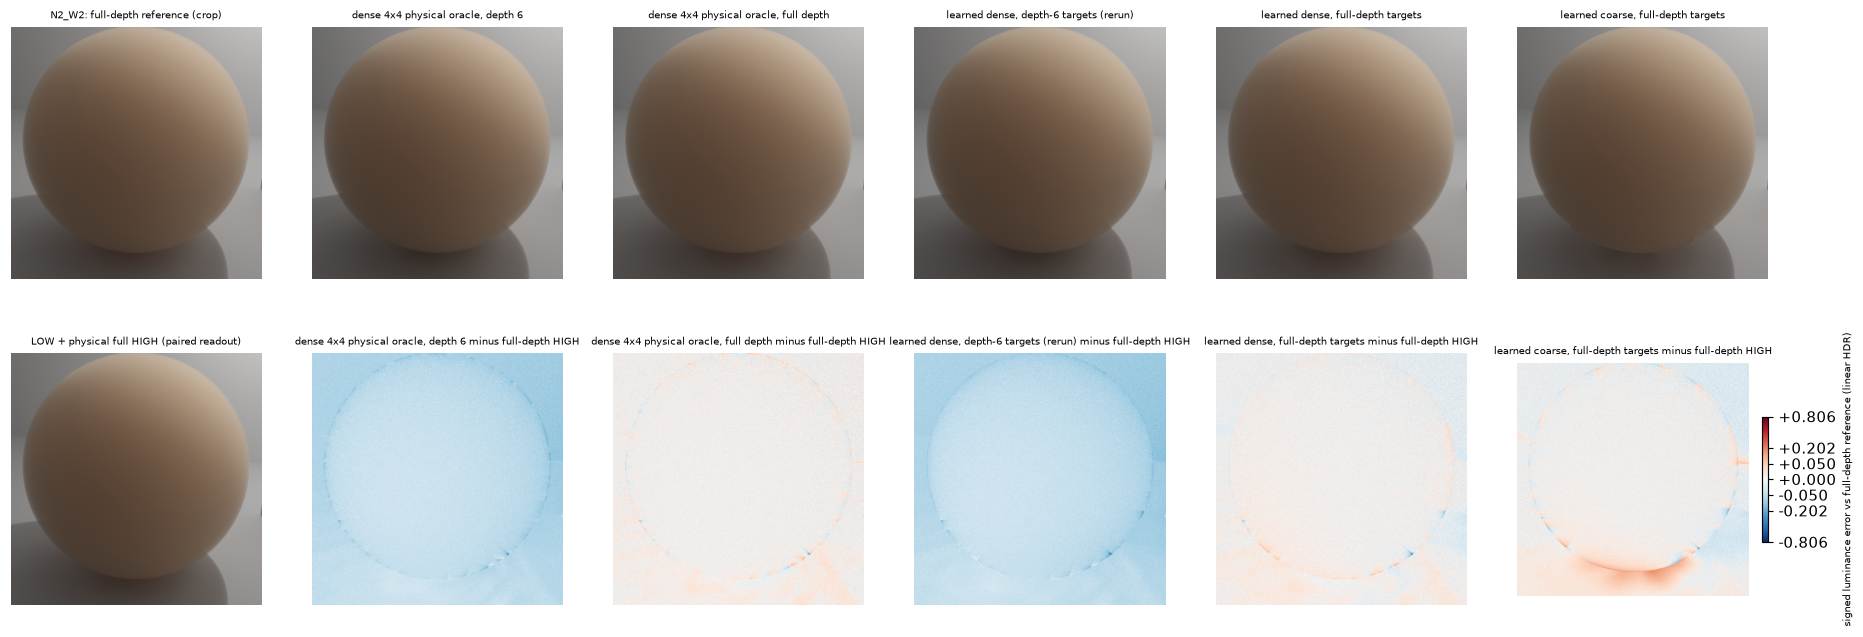 N2_W2: full-depth reference (crop)
dense 4x4 physical oracle, depth 6
dense 4x4 physical oracle, full depth
learned dense, depth-6 targets (rerun)
learned dense, full-depth targets
learned coarse, full-depth targets
LOW + physical full HIGH (paired readout)
dense 4x4 physical oracle, depth 6 minus full-depth HIGH
dense 4x4 physical oracle, full depth minus full-depth HIGH
learned dense, depth-6 targets (rerun) minus full-depth HIGH
learned dense, full-depth targets minus full-depth HIGH
learned coarse, full-depth targets minus full-depth HIGH
+0.806
+0.202
+0.050
+0.000
-0.050
-0.202
-0.806
signed luminance error vs full-depth reference (linear HDR)